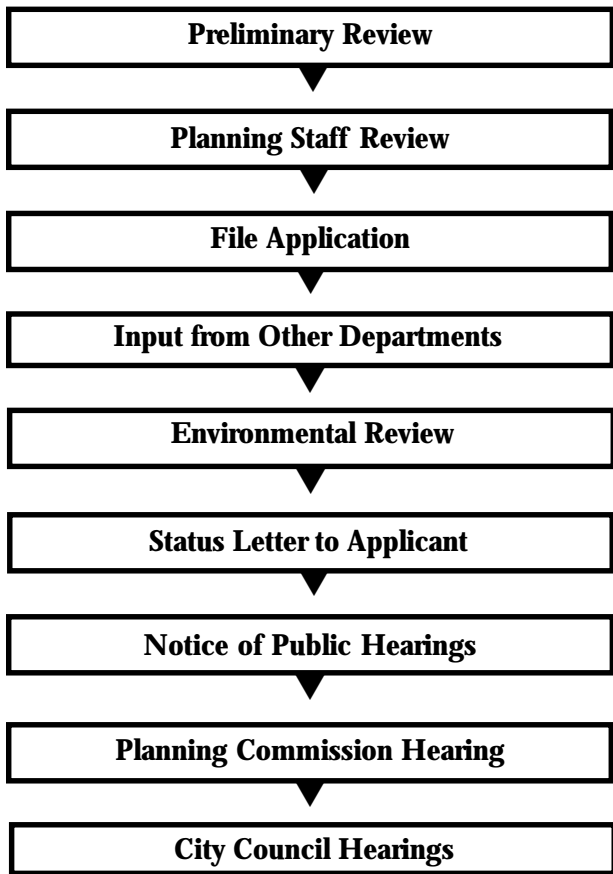 Preliminary Review
Planning Staff Review
File Application
Input from Other Departments
Environmental Review
Status Letter to Applicant
Notice of Public Hearings
Planning Commission Hearing
City Council Hearings